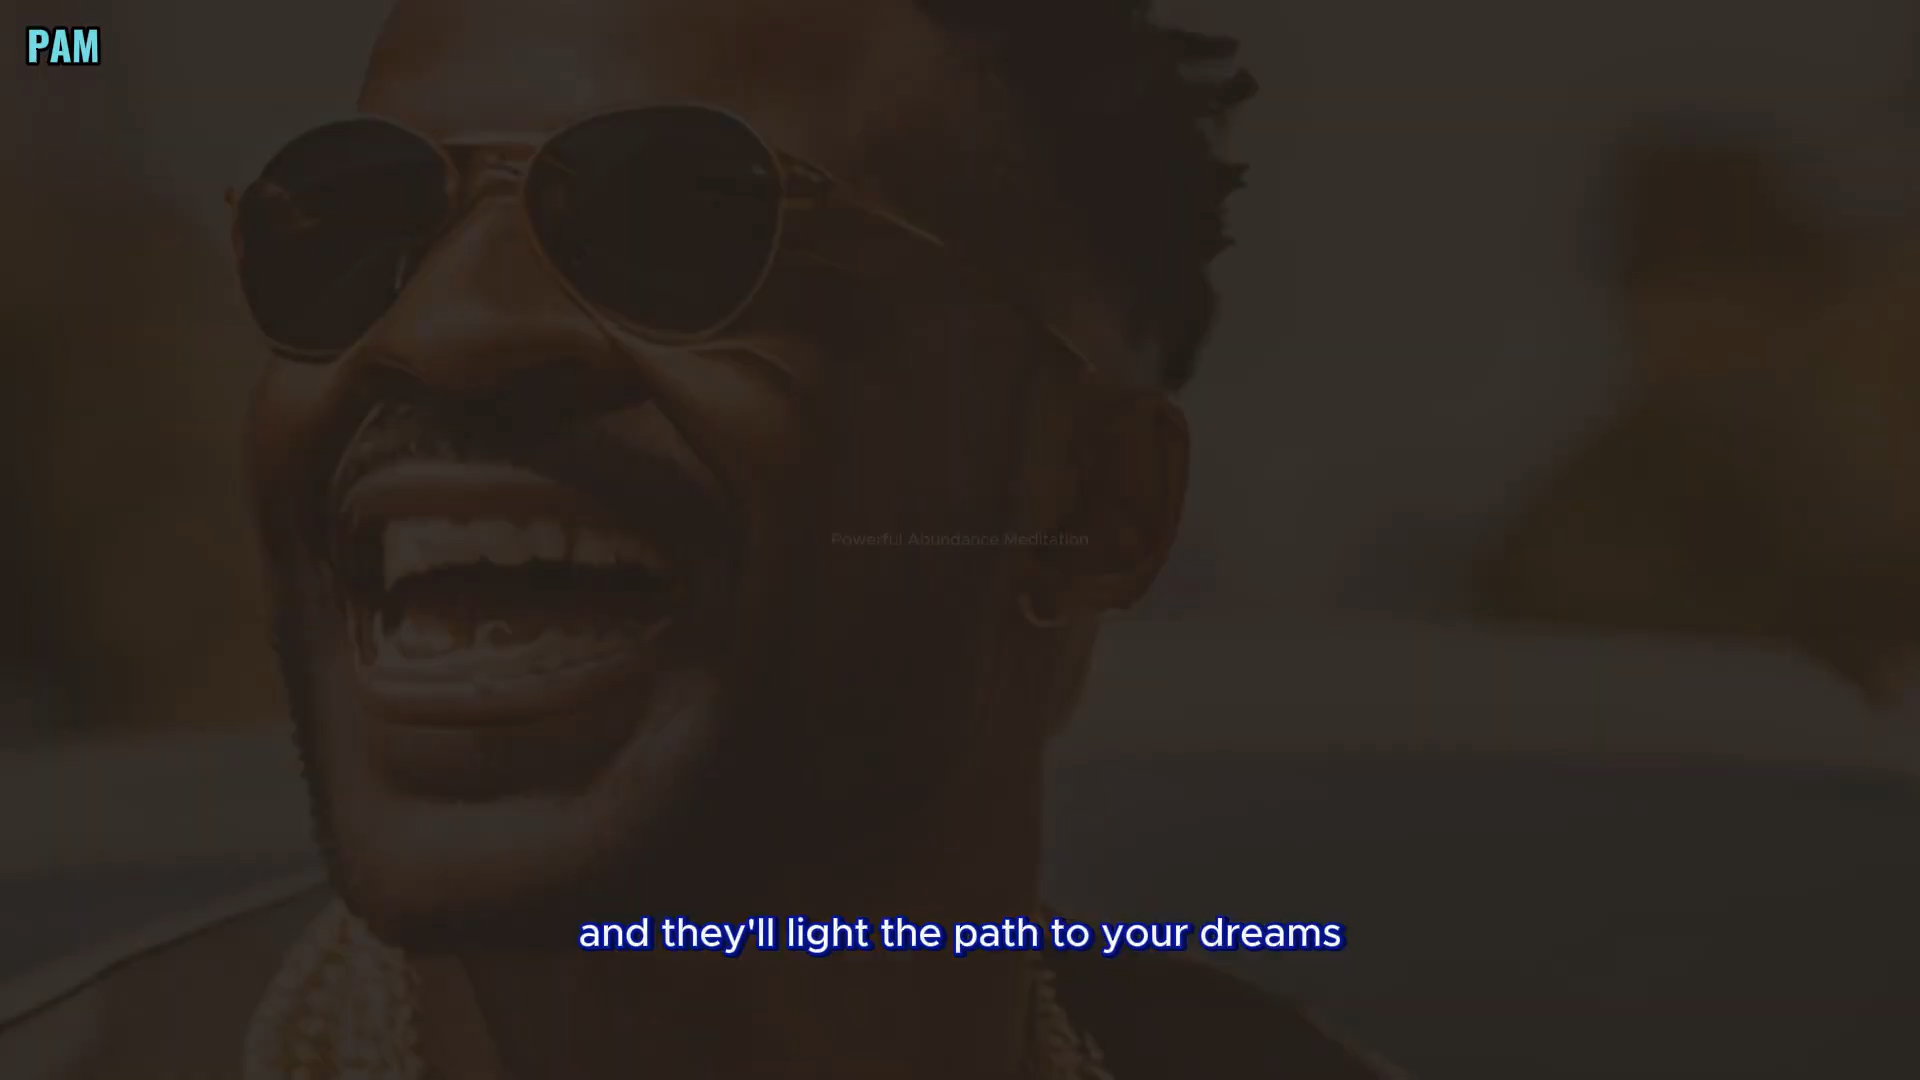 PAM
Powerful Abundance Meditation
and they'll light the path to your dreams